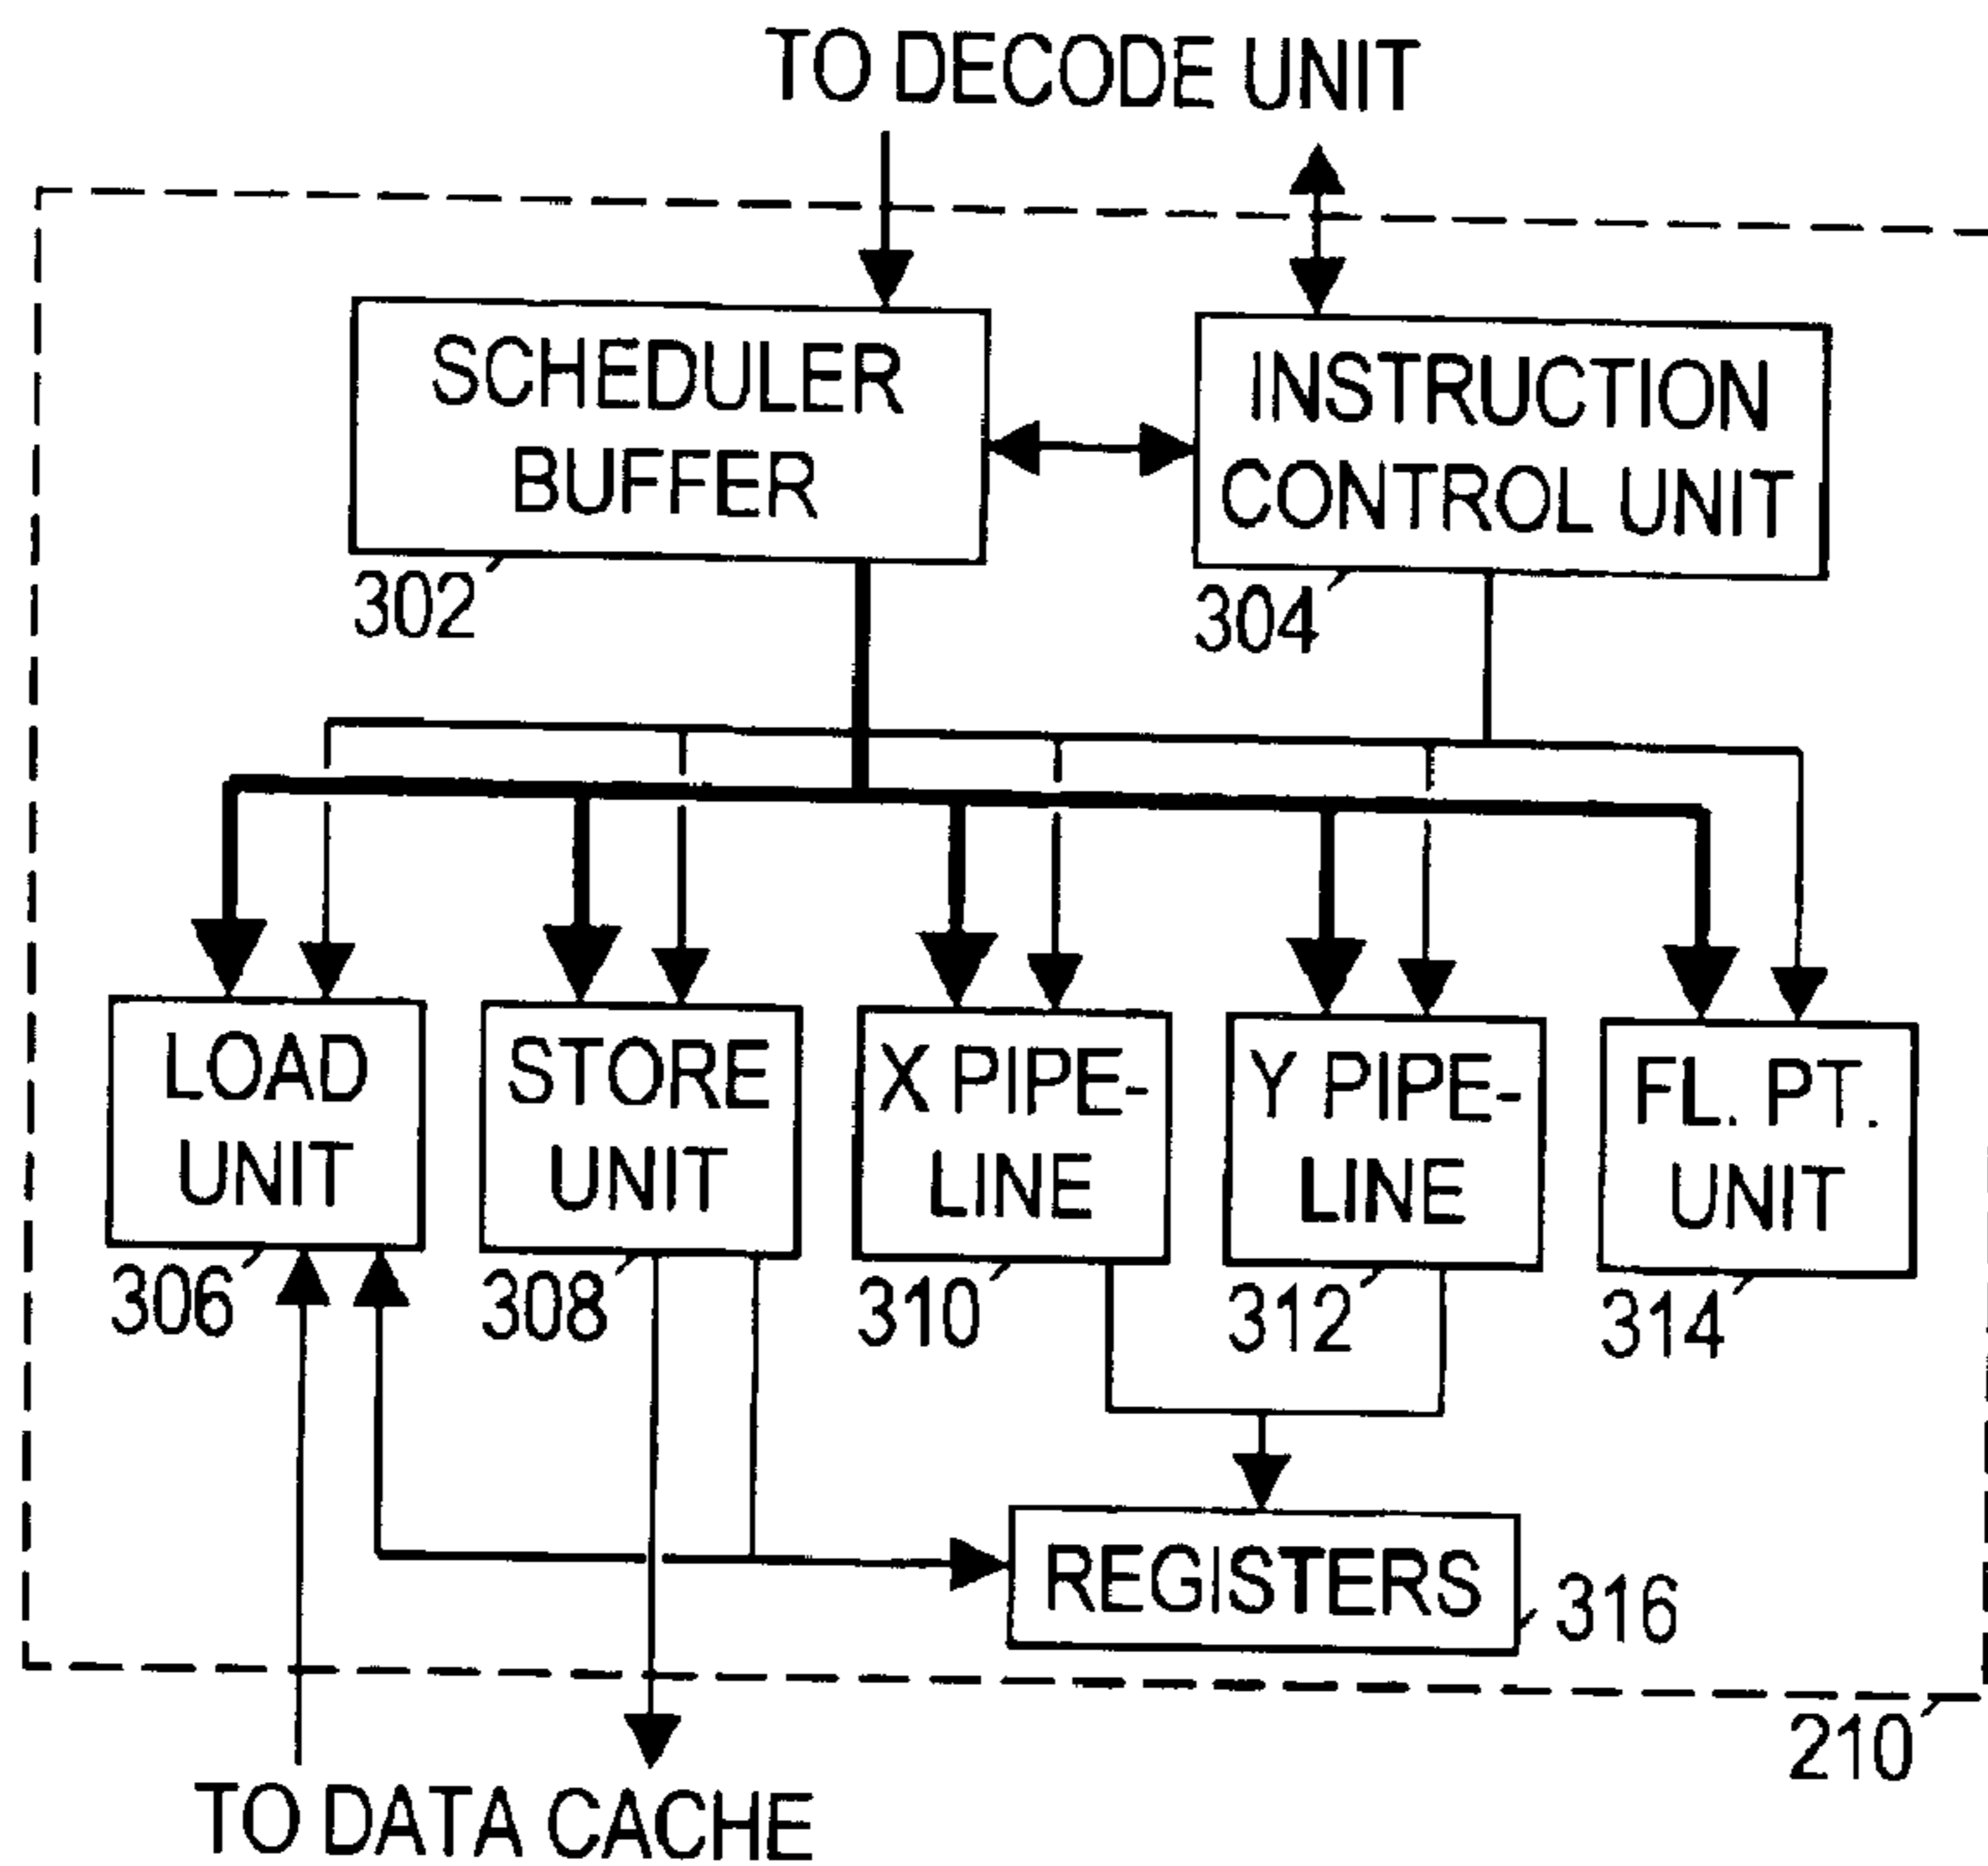 TO DECODE UNIT
SCHEDULER
BUFFER
302
INSTRUCTION
CONTROL UNIT
304
LOAD
UNIT
306
STORE
UNIT
308
X PIPE-
LINE
310
Y PIPE-
LINE
312
FL. PT.
UNIT
314
REGISTERS
316
210
TO DATA CACHE